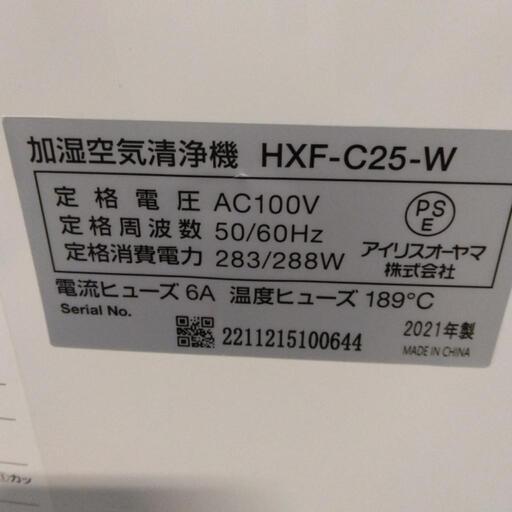 加湿空気清浄機 HXF-C25-W
定格電圧 AC100V
定格周波数 50/60Hz
定格消費電力 283/288W
PS
E
アイリスオーヤマ
株式会社
電流ヒューズ 6A 温度ヒューズ 189°C
Serial No.
2211215100644
2021年製
MADE IN CHINA
カッ